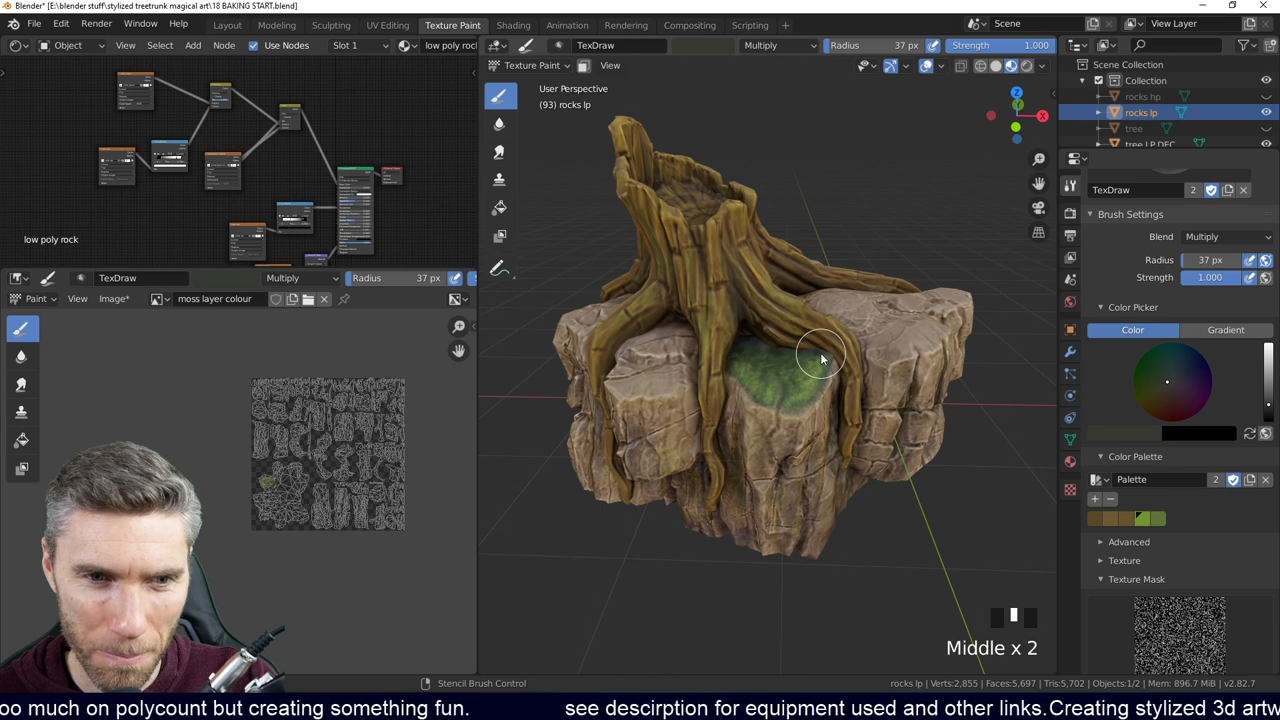 Blender* [E:\blender stuff\stylized treetrunk magical art\18 BAKING START.blend]
File Edit Render Window Help Layout Modeling Sculpting UV Editing Texture Paint Shading Animation Rendering Compositing Scripting Scene View Layer
Object View Select Add Node Use Nodes Slot 1 low poly rock
TexDraw Multiply Radius 37 px Strength 1.000
Texture Paint View
User Perspective
(93) rocks lp
X
Scene Collection
Collection
rocks hp
rocks lp
tree
tree LP DEC
TexDraw 2
Brush Settings
Blend Multiply
Radius 37 px
Strength 1.000
Color Picker
Color Gradient
Color Palette
Palette 2
Advanced
Texture
Texture Mask
low poly rock
TexDraw Multiply Radius 37 px
Paint View Image* moss layer colour
Middle x 2
Stencil Brush Control
rocks lp | Verts:2,855 | Faces:5,697 | Tris:5,702 | Objects:1/2 | Mem: 896.7 MiB | v2.82.7
oo much on polycount but creating something fun. see descirption for equipment used and other links.Creating stylized 3d artw